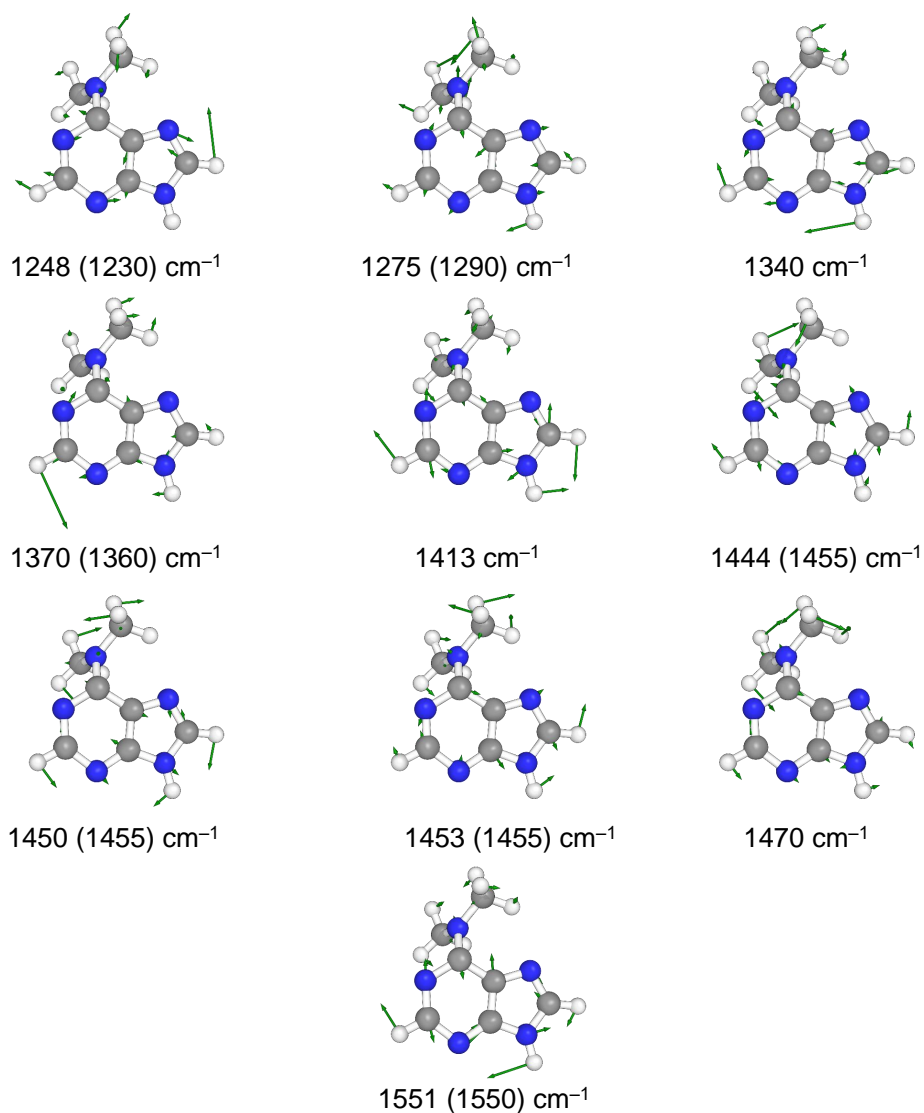 1248 (1230) cm⁻¹
1275 (1290) cm⁻¹
1340 cm⁻¹
1370 (1360) cm⁻¹
1413 cm⁻¹
1444 (1455) cm⁻¹
1450 (1455) cm⁻¹
1453 (1455) cm⁻¹
1470 cm⁻¹
1551 (1550) cm⁻¹